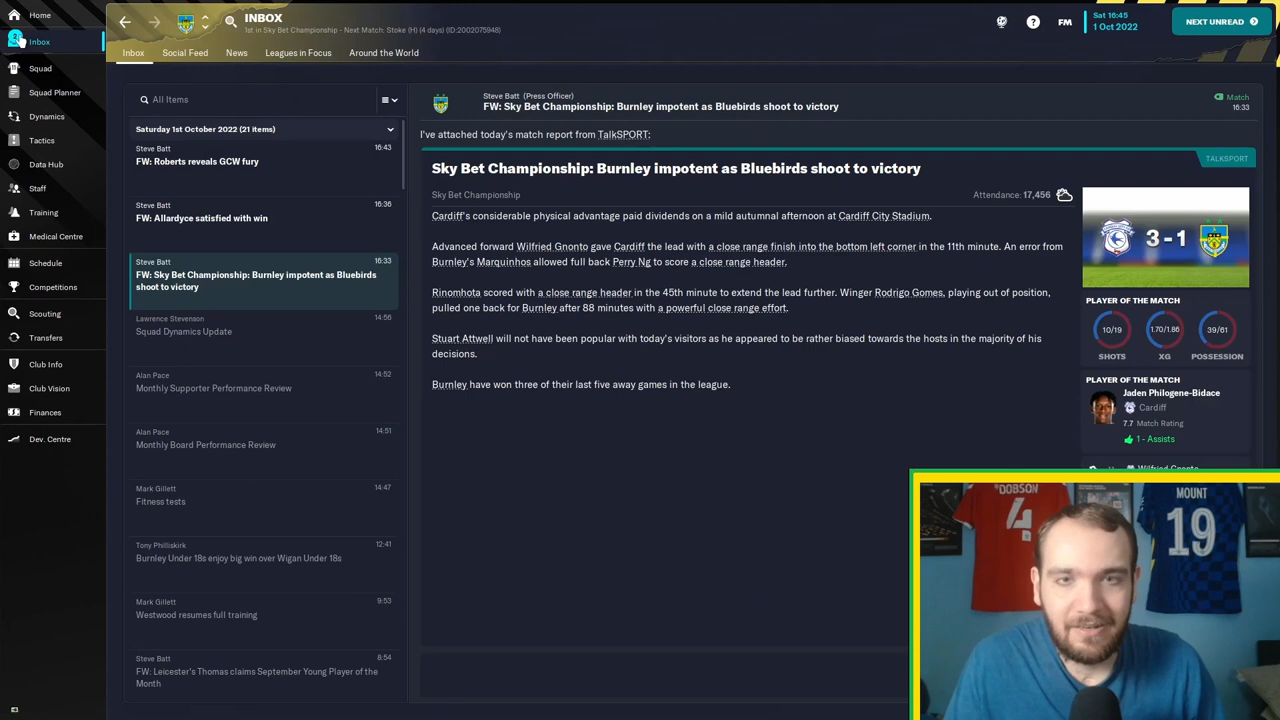 Home
2
Inbox
Squad
Squad Planner
Dynamics
Tactics
Data Hub
Staff
Training
Medical Centre
Schedule
Competitions
Scouting
Transfers
Club Info
Club Vision
Finances
Dev. Centre
INBOX
1st in Sky Bet Championship - Next Match: Stoke (H) (4 days) (ID:2002075948)
?
FM
Sat 16:45
1 Oct 2022
NEXT UNREAD
Inbox Social Feed News Leagues in Focus Around the World
All Items
Saturday 1st October 2022 (21 items)
Steve Batt 16:43
FW: Roberts reveals GCW fury
Steve Batt 16:36
FW: Allardyce satisfied with win
Steve Batt 16:33
FW: Sky Bet Championship: Burnley impotent as Bluebirds
shoot to victory
Lawrence Stevenson 14:56
Squad Dynamics Update
Alan Pace 14:52
Monthly Supporter Performance Review
Alan Pace 14:51
Monthly Board Performance Review
Mark Gillett 14:47
Fitness tests
Tony Philliskirk 12:41
Burnley Under 18s enjoy big win over Wigan Under 18s
Mark Gillett 9:53
Westwood resumes full training
Steve Batt 8:54
FW: Leicester's Thomas claims September Young Player of the
Month
Steve Batt (Press Officer)
FW: Sky Bet Championship: Burnley impotent as Bluebirds shoot to victory
Match
16:33
I've attached today's match report from TalkSPORT:
TALKSPORT
Sky Bet Championship: Burnley impotent as Bluebirds shoot to victory
Sky Bet Championship Attendance: 17,456
Cardiff's considerable physical advantage paid dividends on a mild autumnal afternoon at Cardiff City Stadium.
Advanced forward Wilfried Gnonto gave Cardiff the lead with a close range finish into the bottom left corner in the 11th minute. An error from
Burnley's Marquinhos allowed full back Perry Ng to score a close range header.
Rinomhota scored with a close range header in the 45th minute to extend the lead further. Winger Rodrigo Gomes, playing out of position,
pulled one back for Burnley after 88 minutes with a powerful close range effort.
Stuart Attwell will not have been popular with today's visitors as he appeared to be rather biased towards the hosts in the majority of his
decisions.
Burnley have won three of their last five away games in the league.
3 - 1
PLAYER OF THE MATCH
10/19 1.70/1.86 39/61
SHOTS XG POSSESSION
PLAYER OF THE MATCH
Jaden Philogene-Bidace
Cardiff
7.7 Match Rating
1 - Assists
Wilfried Gnonto
DOBSON
4
MOUNT
19